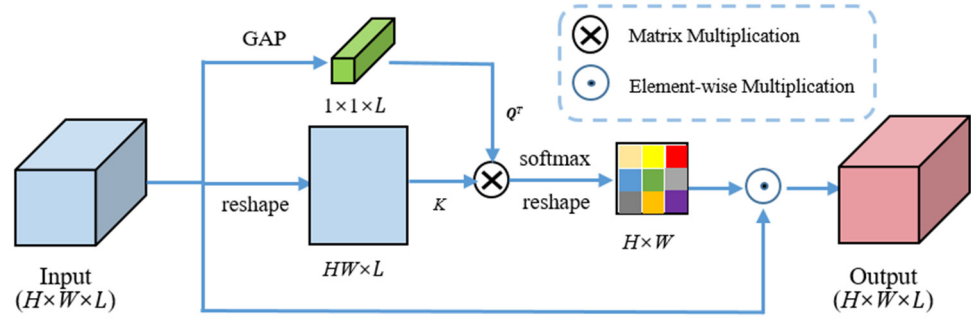 GAP
1×1×L
Q^T
Matrix Multiplication
Element-wise Multiplication
reshape
HW×L
K
softmax
reshape
H×W
Input
(H×W×L)
Output
(H×W×L)